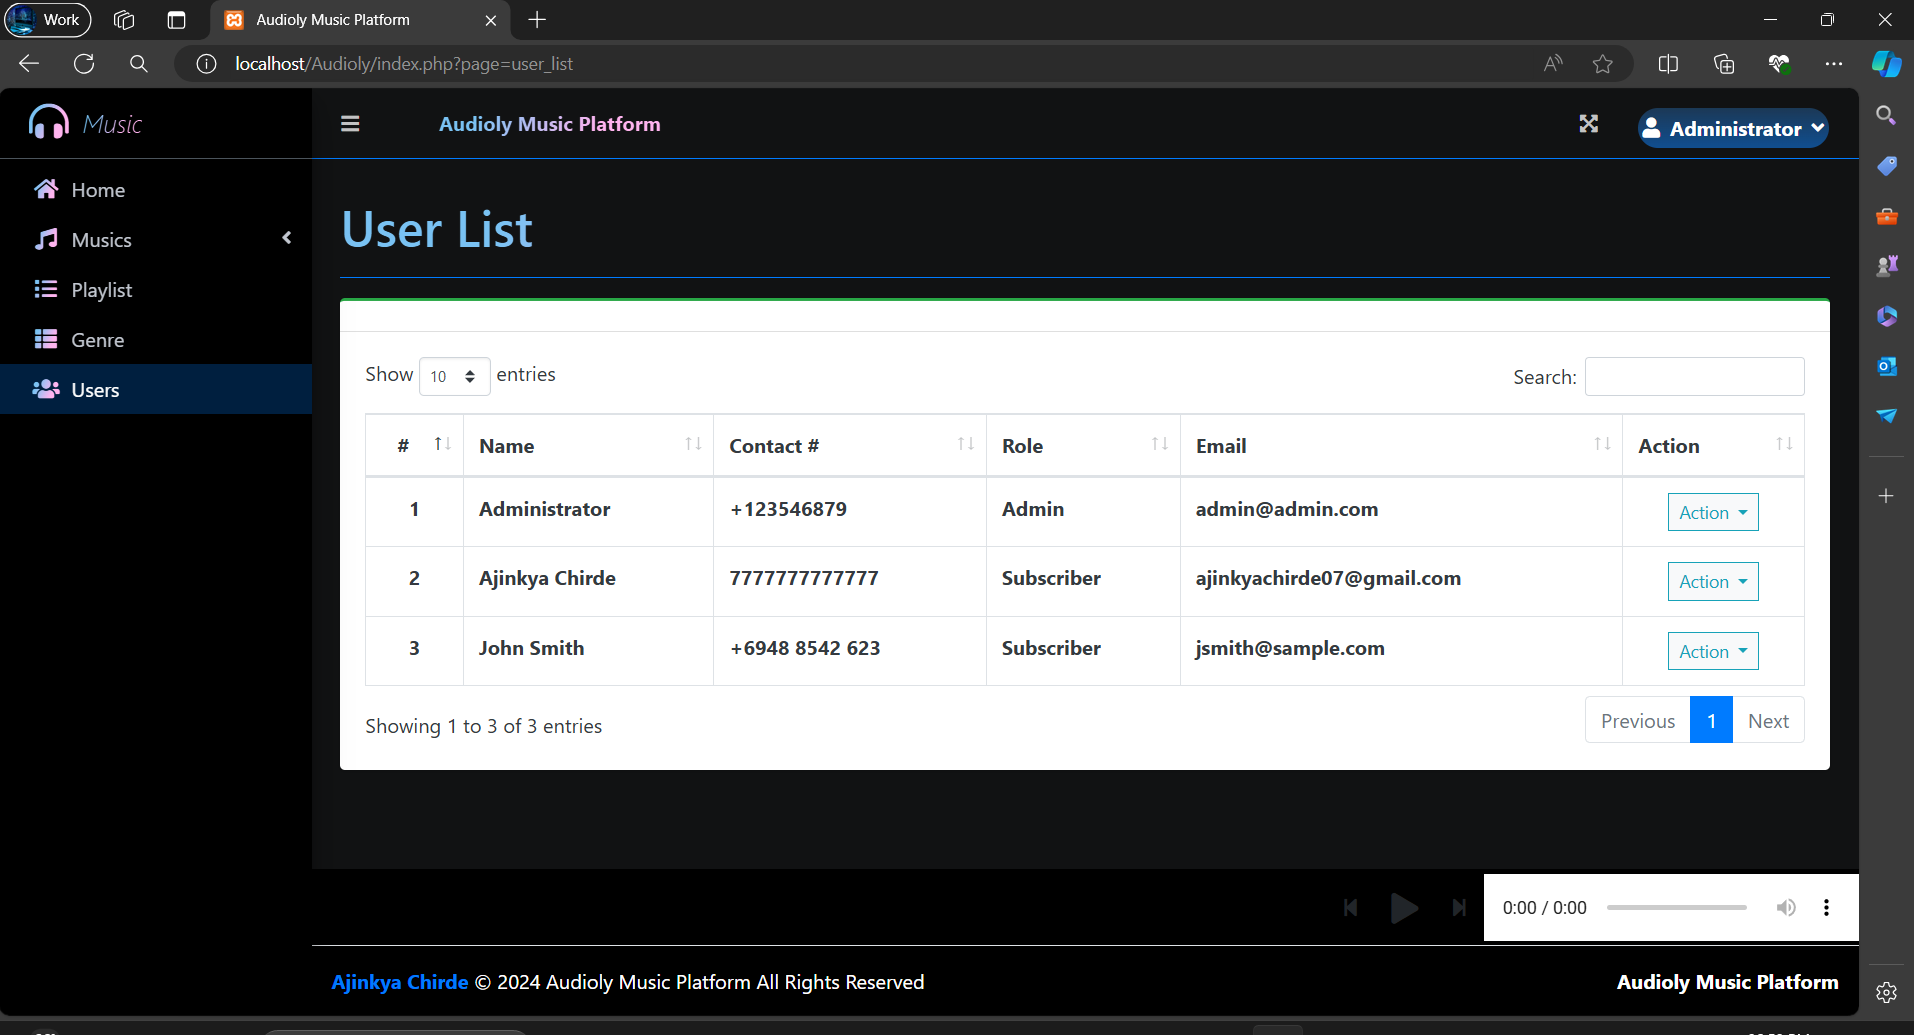 Work
Audioly Music Platform
localhost/Audioly/index.php?page=user_list
Music
Audioly Music Platform
Administrator
Home
Musics
Playlist
Genre
Users
User List
Show 10 entries
Search:
# Name Contact # Role Email Action
1 Administrator +123546879 Admin admin@admin.com Action
2 Ajinkya Chirde 7777777777777 Subscriber ajinkyachirde07@gmail.com Action
3 John Smith +6948 8542 623 Subscriber jsmith@sample.com Action
Showing 1 to 3 of 3 entries
Previous 1 Next
0:00 / 0:00
Ajinkya Chirde © 2024 Audioly Music Platform All Rights Reserved
Audioly Music Platform